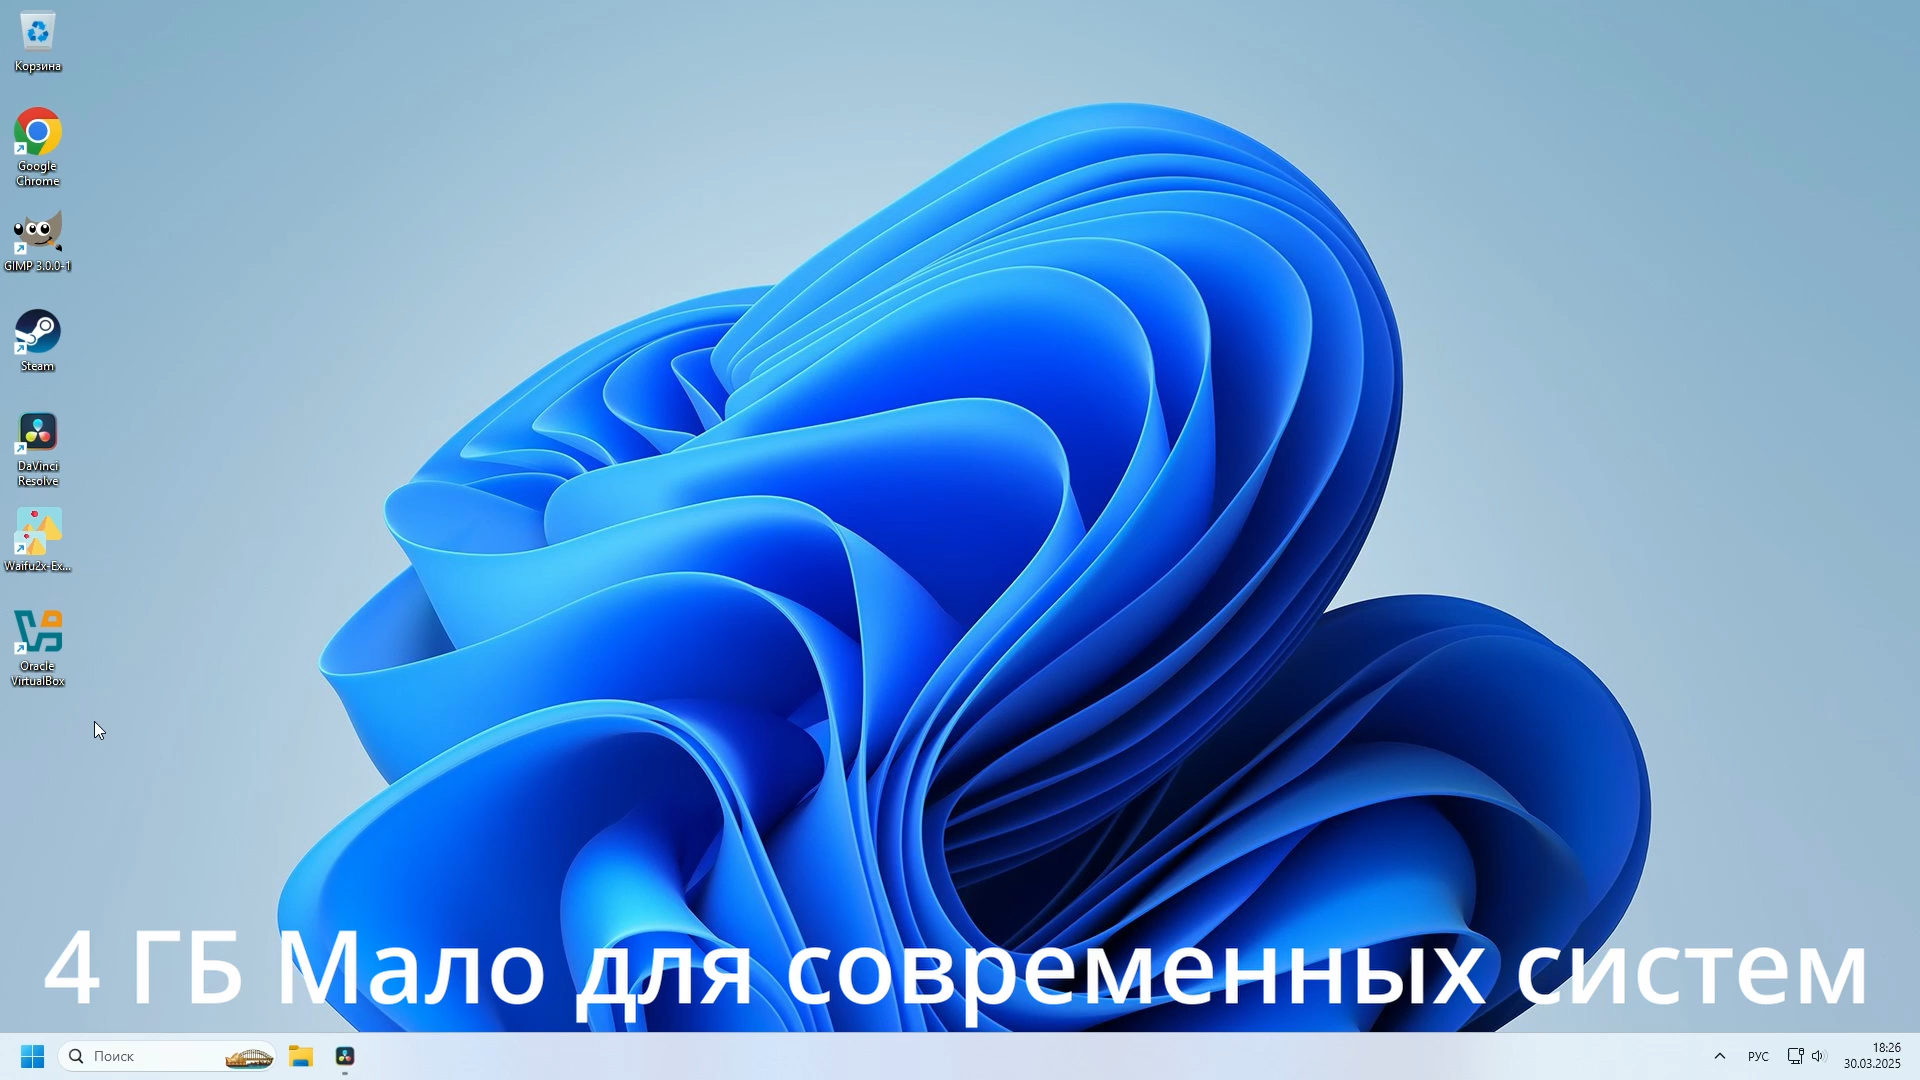 Корзина
Google
Chrome
GIMP 3.0.0-1
Steam
DaVinci
Resolve
Waifu2x-Ex...
Oracle
VirtualBox
4 ГБ Мало для современных систем
Поиск
РУС
18:26
30.03.2025